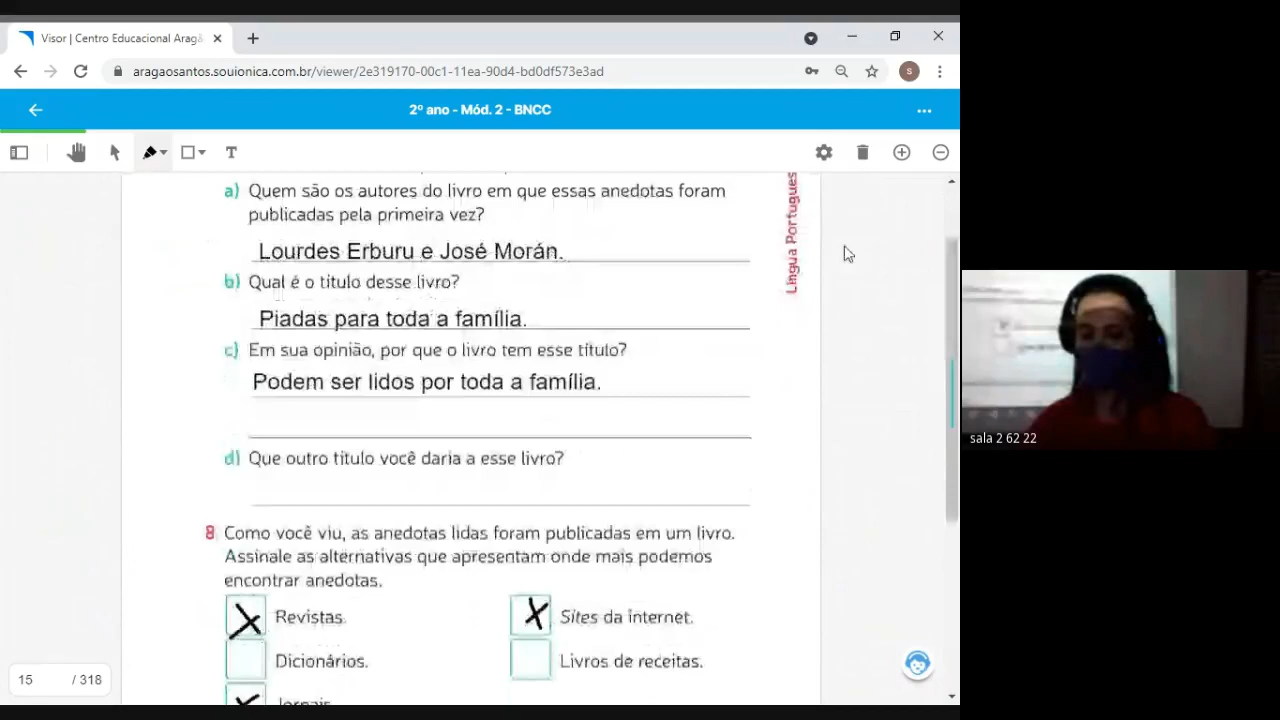 Visor | Centro Educacional Aragã
aragaosantos.souionica.com.br/viewer/2e319170-00c1-11ea-90d4-bd0df573e3ad
S
2º ano - Mód. 2 - BNCC
T
a) Quem são os autores do livro em que essas anedotas foram
publicadas pela primeira vez?
Lourdes Erburu e José Morán.
b) Qual é o título desse livro?
Piadas para toda a família.
c) Em sua opinião, por que o livro tem esse título?
Podem ser lidos por toda a família.
d) Que outro título você daria a esse livro?
8 Como você viu, as anedotas lidas foram publicadas em um livro.
Assinale as alternativas que apresentam onde mais podemos
encontrar anedotas.
X Revistas.
X Sites da internet.
Dicionários.
Livros de receitas.
X Jornais.
Língua Portuguesa
15 / 318
sala 2 62 22